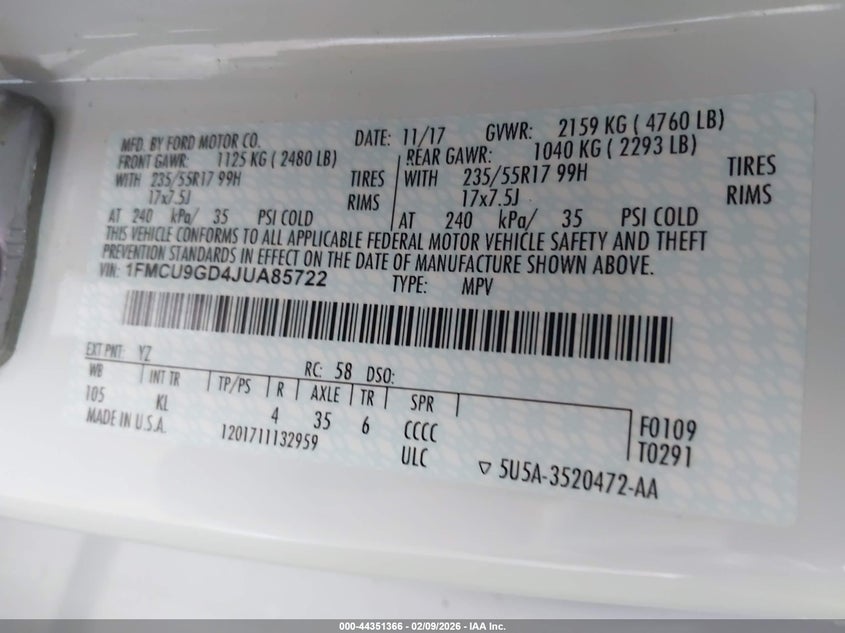 MFD. BY FORD MOTOR CO. DATE: 11/17 GVWR: 2159 KG ( 4760 LB)
FRONT GAWR: 1125 KG ( 2480 LB) REAR GAWR: 1040 KG ( 2293 LB)
WITH 235/55R17 99H TIRES WITH 235/55R17 99H TIRES
17x7.5J RIMS 17x7.5J RIMS
AT 240 kPa/ 35 PSI COLD AT 240 kPa/ 35 PSI COLD
THIS VEHICLE CONFORMS TO ALL APPLICABLE FEDERAL MOTOR VEHICLE SAFETY AND THEFT
PREVENTION STANDARDS IN EFFECT ON THE DATE OF MANUFACTURE SHOWN ABOVE.
VIN: 1FMCU9GD4JUA85722 TYPE: MPV
EXT PNT: YZ RC: 58 DSO:
WB INT TR TP/PS R AXLE TR SPR
105 KL 4 35 6 CCCC F0109
MADE IN U.S.A. 1201711132959 ULC T0291
▽ 5U5A-3520472-AA
000-44351366 - 02/09/2026 - IAA Inc.